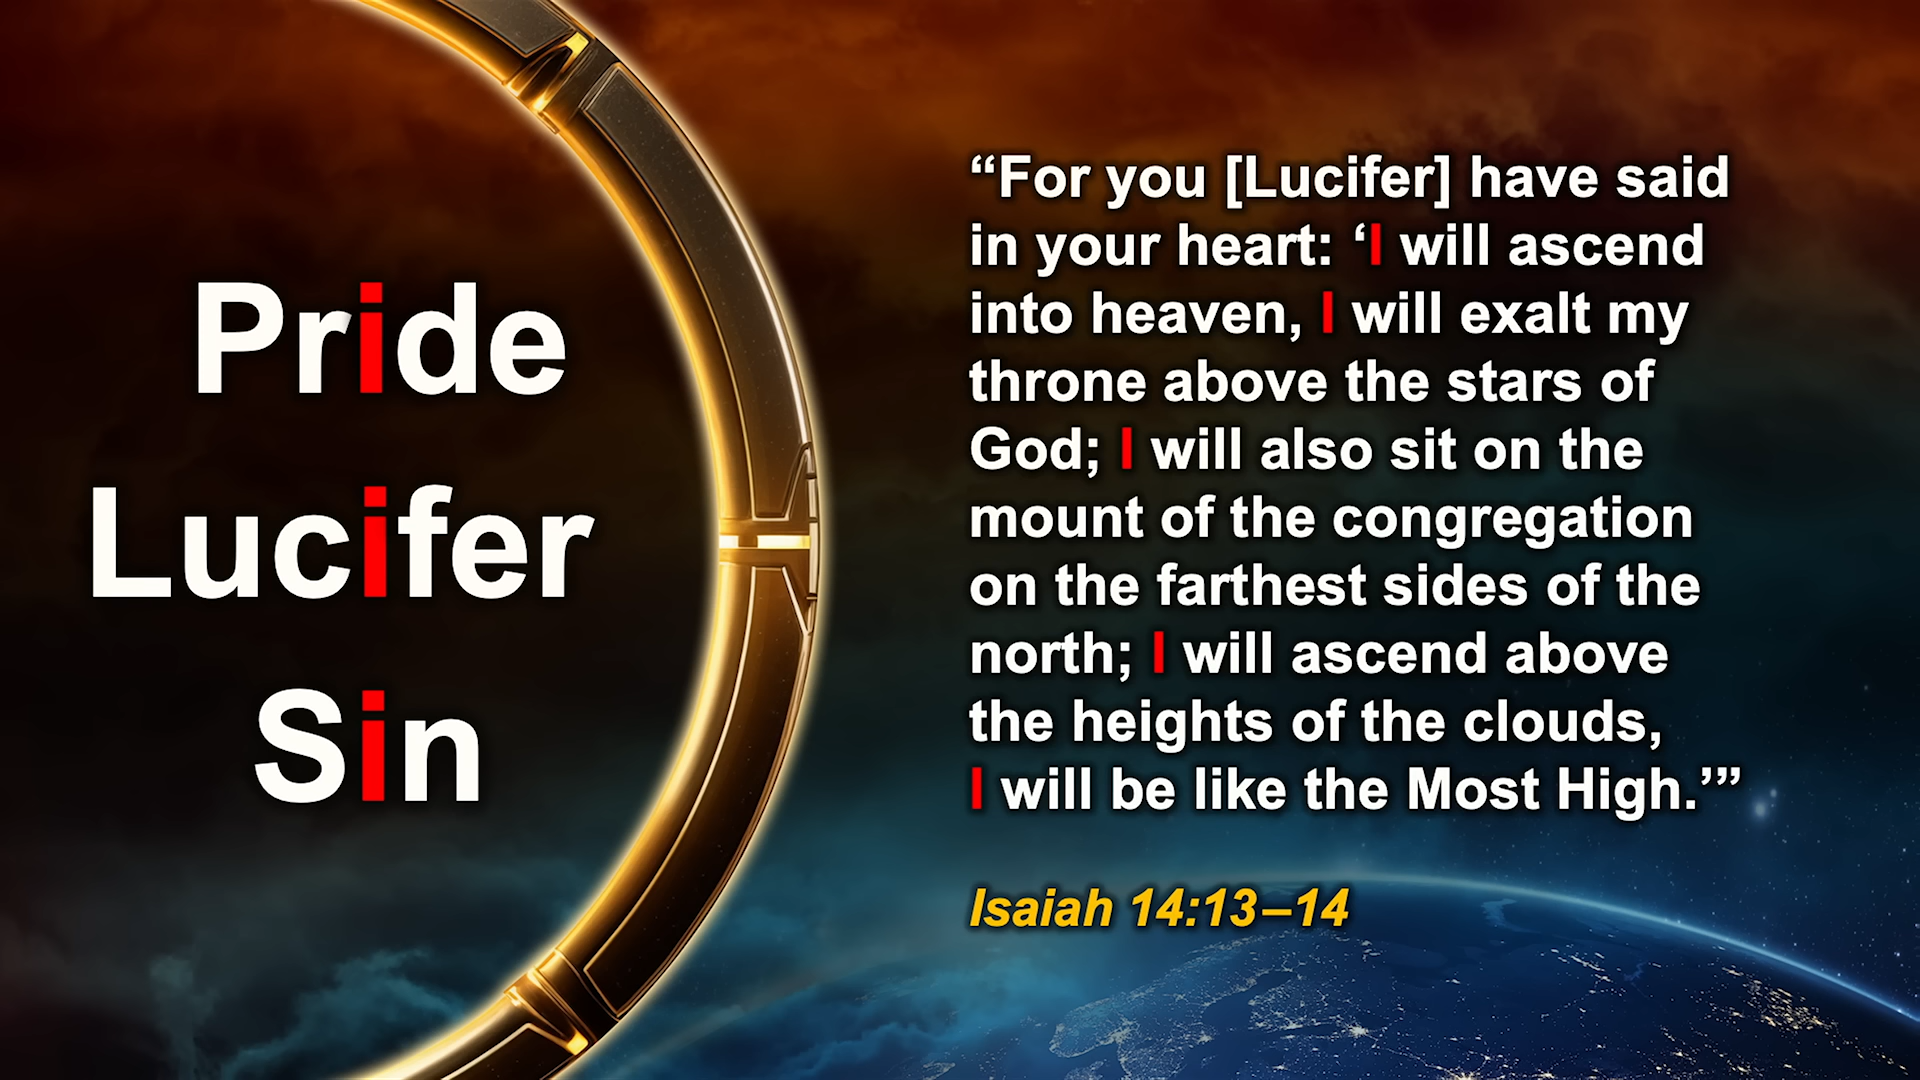 Pride
Lucifer
Sin
“For you [Lucifer] have said
in your heart: ‘I will ascend
into heaven, I will exalt my
throne above the stars of
God; I will also sit on the
mount of the congregation
on the farthest sides of the
north; I will ascend above
the heights of the clouds,
I will be like the Most High.’”
Isaiah 14:13–14